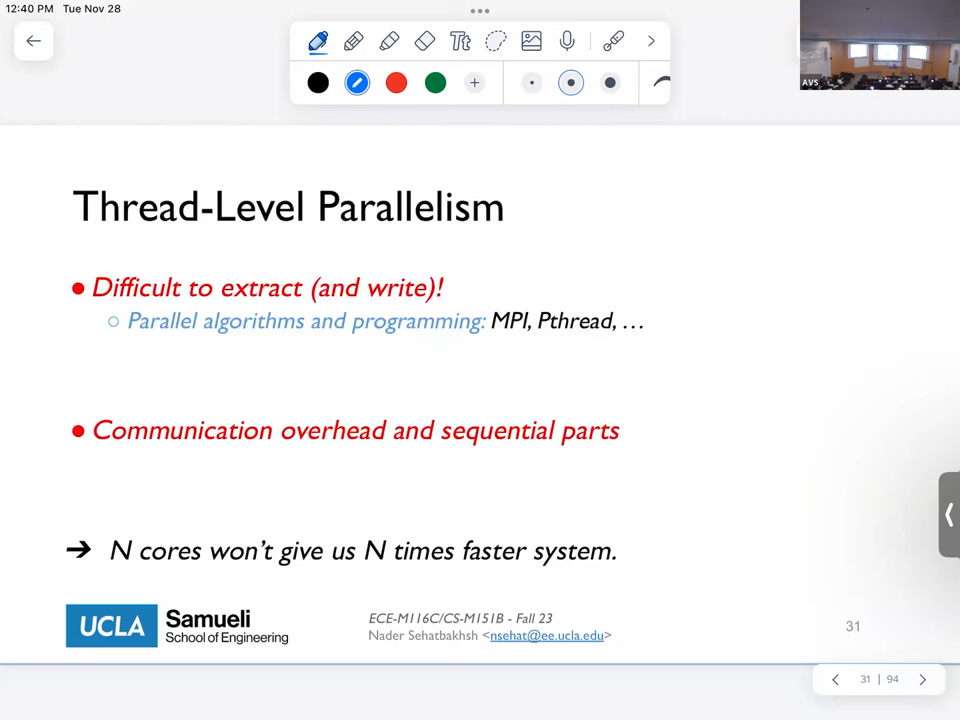 12:40 PM Tue Nov 28
Tt
AVS
Thread-Level Parallelism
● Difficult to extract (and write)!
○ Parallel algorithms and programming: MPI, Pthread, …
● Communication overhead and sequential parts
➔ N cores won’t give us N times faster system.
UCLA Samueli
School of Engineering
ECE-M116C/CS-M151B - Fall 23
Nader Sehatbakhsh <nsehat@ee.ucla.edu>
31
31 | 94